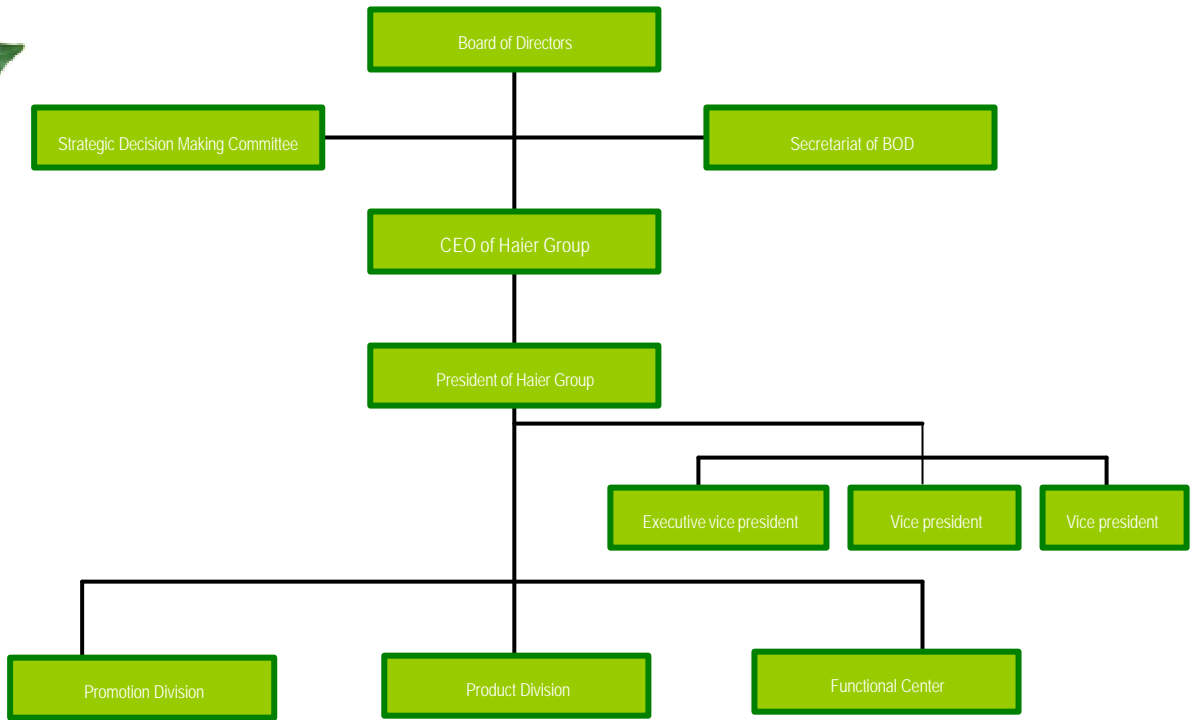 Board of Directors
Strategic Decision Making Committee
Secretariat of BOD
CEO of Haier Group
President of Haier Group
Executive vice president
Vice president
Vice president
Promotion Division
Product Division
Functional Center